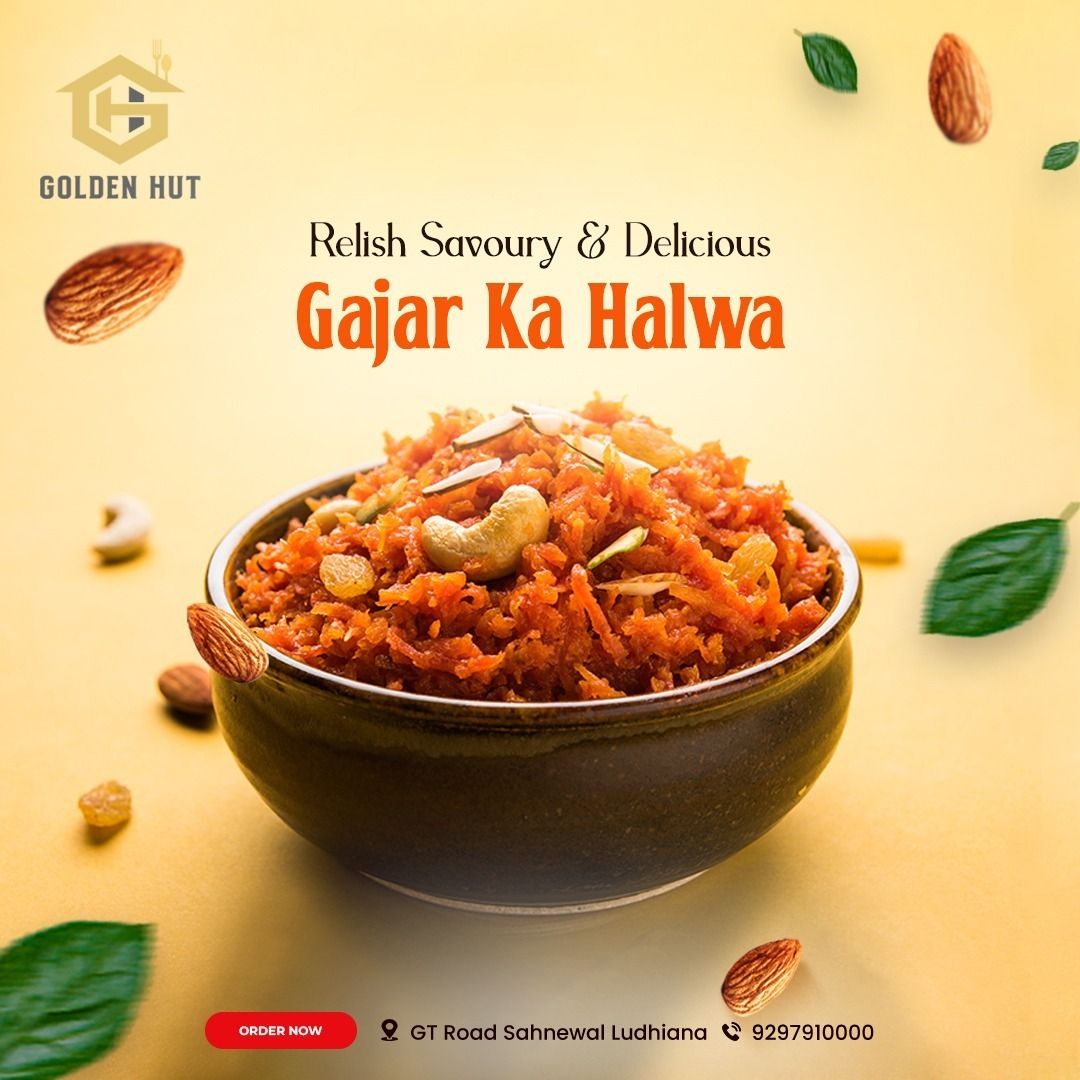 GOLDEN HUT
Relish Savoury & Delicious
Gajar Ka Halwa
ORDER NOW
GT Road Sahnewal Ludhiana
9297910000